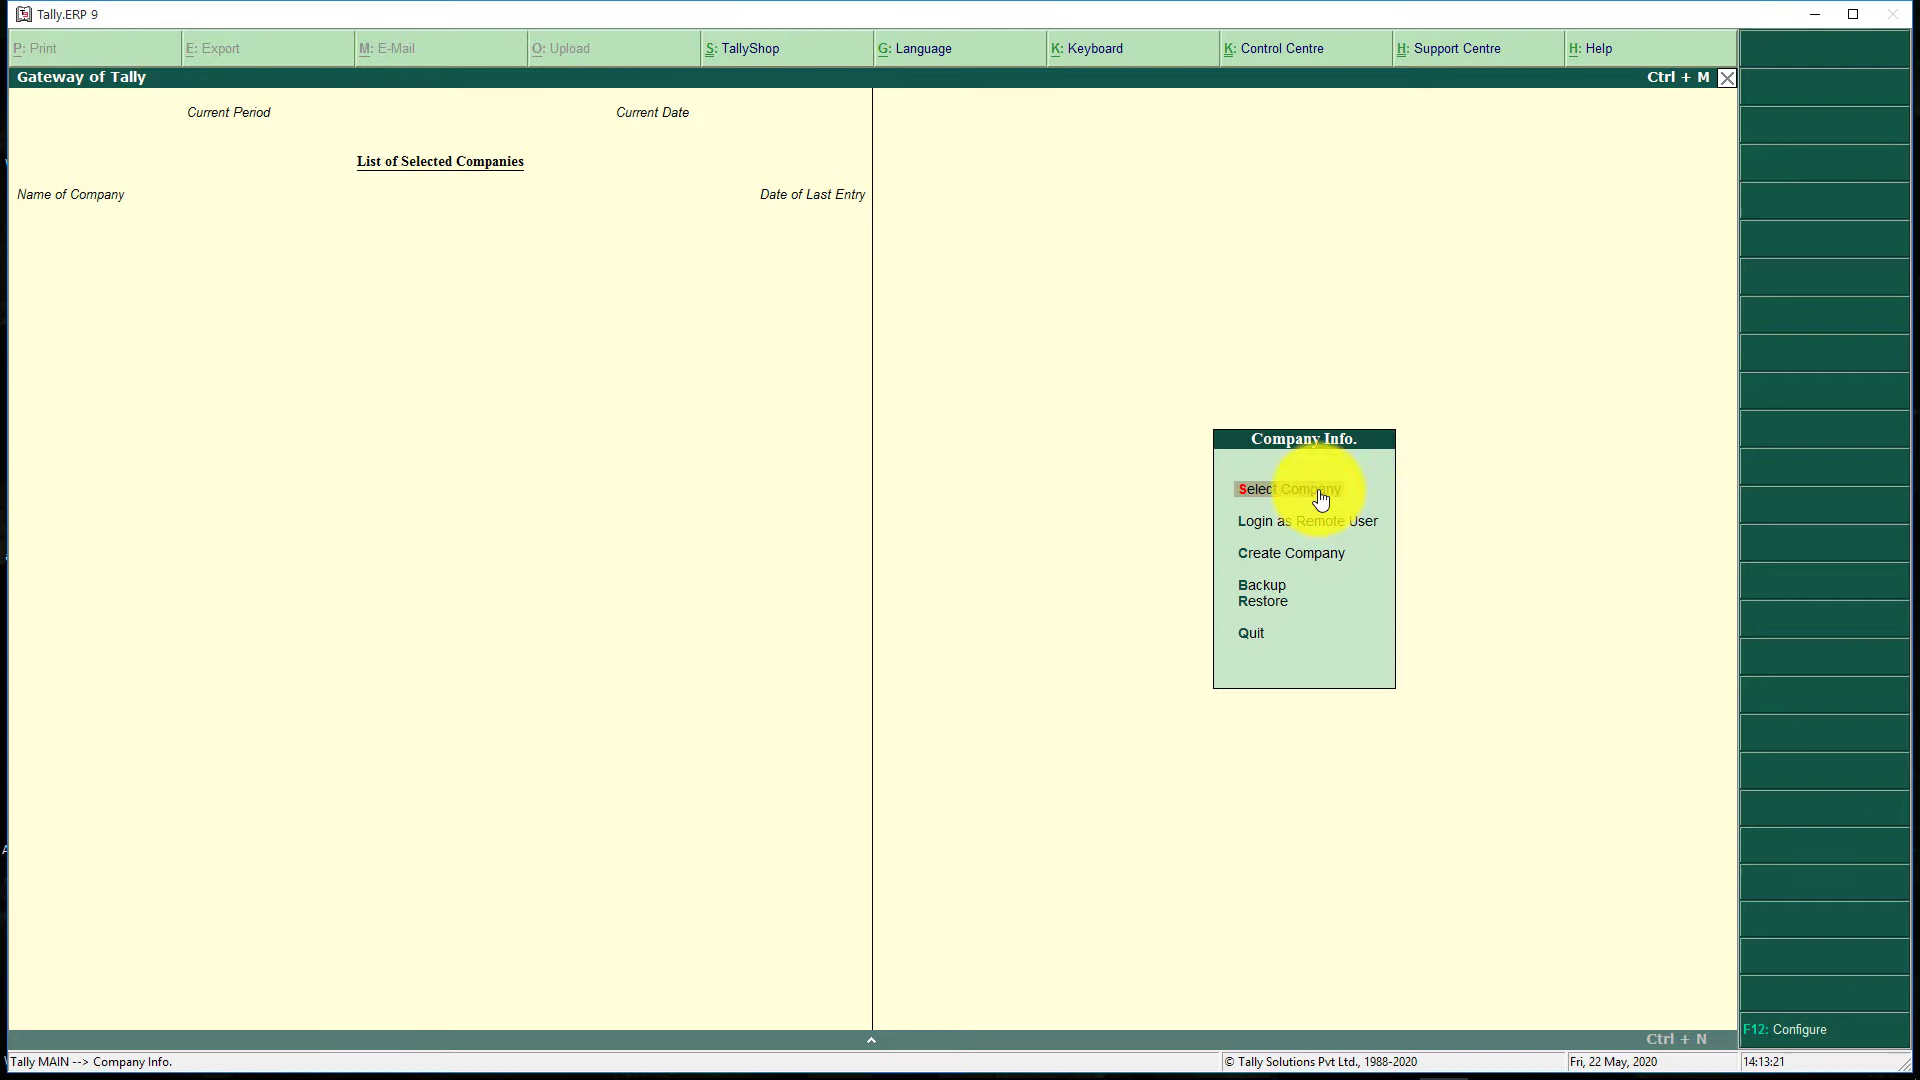 Tally.ERP 9
P: Print
E: Export
M: E-Mail
O: Upload
S: TallyShop
G: Language
K: Keyboard
K: Control Centre
H: Support Centre
H: Help
Gateway of Tally
Ctrl + M
Current Period
Current Date
List of Selected Companies
Name of Company
Date of Last Entry
Company Info.
Select Company
Login as Remote User
Create Company
Backup
Restore
Quit
F12: Configure
Ctrl + N
Tally MAIN --> Company Info.
© Tally Solutions Pvt Ltd., 1988-2020
Fri, 22 May, 2020
14:13:21